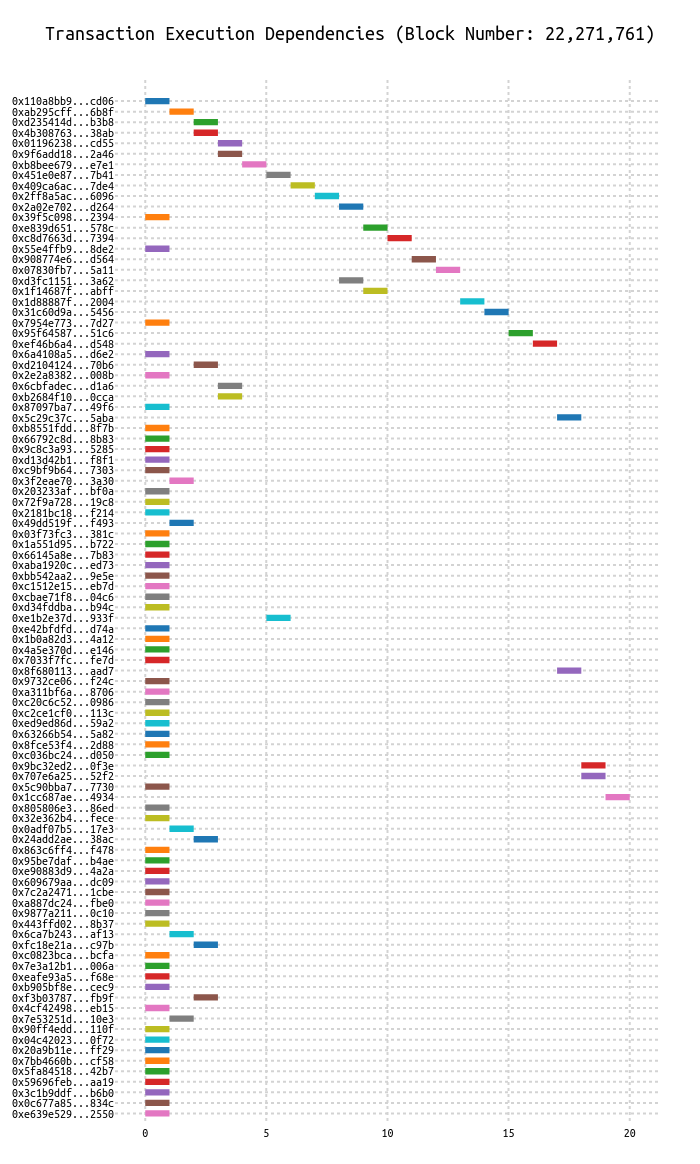 Transaction Execution Dependencies (Block Number: 22,271,761)
0x110a8bb9...cd06
0xab295cff...6b8f
0xd235414d...b3b8
0x4b308763...38ab
0x01196238...cd55
0x9f6add18...2a46
0xb8bee679...e7e1
0x451e0e87...7b41
0x409ca6ac...7de4
0x2ff8a5ac...6096
0x2a02e702...d264
0x39f5c098...2394
0xe839d651...578c
0xc8d7663d...7394
0x55e4ffb9...8de2
0x908774e6...d564
0x07830fb7...5a11
0xd3fc1151...3a62
0x1f14687f...abff
0x1d88887f...2004
0x31c60d9a...5456
0x7954e773...7d27
0x95f64587...51c6
0xef46b6a4...d548
0x6a4108a5...d6e2
0xd2104124...70b6
0x2e2a8382...008b
0x6cbfadec...d1a6
0xb2684f10...0cca
0x87097ba7...49f6
0x5c29c37c...5aba
0xb8551fdd...8f7b
0x66792c8d...8b83
0x9c8c3a93...5285
0xd13d42b1...f8f1
0xc9bf9b64...7303
0x3f2eae70...3a30
0x203233af...bf0a
0x72f9a728...19c8
0x2181bc18...f214
0x49dd519f...f493
0x03f73fc3...381c
0x1a551d95...b722
0x66145a8e...7b83
0xaba1920c...ed73
0xbb542aa2...9e5e
0xc1512e15...eb7d
0xcbae71f8...04c6
0xd34fddba...b94c
0xe1b2e37d...933f
0xe42bfdfd...d74a
0x1b0a82d3...4a12
0x4a5e370d...e146
0x7033f7fc...fe7d
0x8f680113...aad7
0x9732ce06...f24c
0xa311bf6a...8706
0xc20c6c52...0986
0xc2ce1cf0...113c
0xed9ed86d...59a2
0x63266b54...5a82
0x8fce53f4...2d88
0xc036bc24...d050
0x9bc32ed2...0f3e
0x707e6a25...52f2
0x5c90bba7...7730
0x1cc687ae...4934
0x805806e3...86ed
0x32e362b4...fece
0x0adf07b5...17e3
0x24add2ae...38ac
0x863c6ff4...f478
0x95be7daf...b4ae
0xe90883d9...4a2a
0x609679aa...dc09
0x7c2a2471...1cbe
0xa887dc24...fbe0
0x9877a211...0c10
0x443ffd02...8b37
0x6ca7b243...af13
0xfc18e21a...c97b
0xc0823bca...bcfa
0x7e3a12b1...006a
0xeafe93a5...f68e
0xb905bf8e...cec9
0xf3b03787...fb9f
0x4cf42498...eb15
0x7e53251d...10e3
0x90ff4edd...110f
0x04c42023...0f72
0x20a9b11e...ff29
0x7bb4660b...cf58
0x5fa84518...42b7
0x59696feb...aa19
0x3c1b9ddf...b6b0
0x0c677a85...834c
0xe639e529...2550
0 5 10 15 20